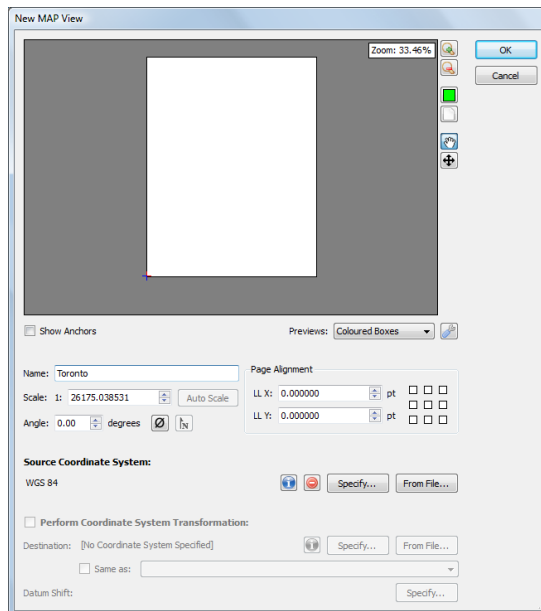 New MAP View
Zoom: 33.46%
OK
Cancel
Show Anchors
Previews: Coloured Boxes
Name: Toronto
Page Alignment
Scale: 1: 26175.038531 Auto Scale
LL X: 0.000000 pt
Angle: 0.00 degrees Ø N
LL Y: 0.000000 pt
Source Coordinate System:
WGS 84 Specify... From File...
Perform Coordinate System Transformation:
Destination: [No Coordinate System Specified] Specify... From File...
Same as:
Datum Shift: Specify...